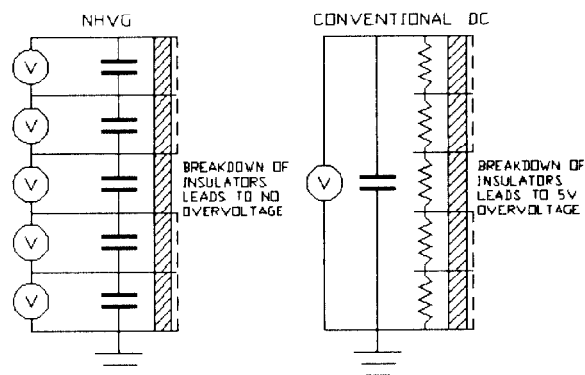 NHVG
CONVENTIONAL DC
V
V
V
V
V
BREAKDOWN OF
INSULATORS
LEADS TO NO
OVERVOLTAGE
V
BREAKDOWN OF
INSULATORS
LEADS TO 5V
OVERVOLTAGE